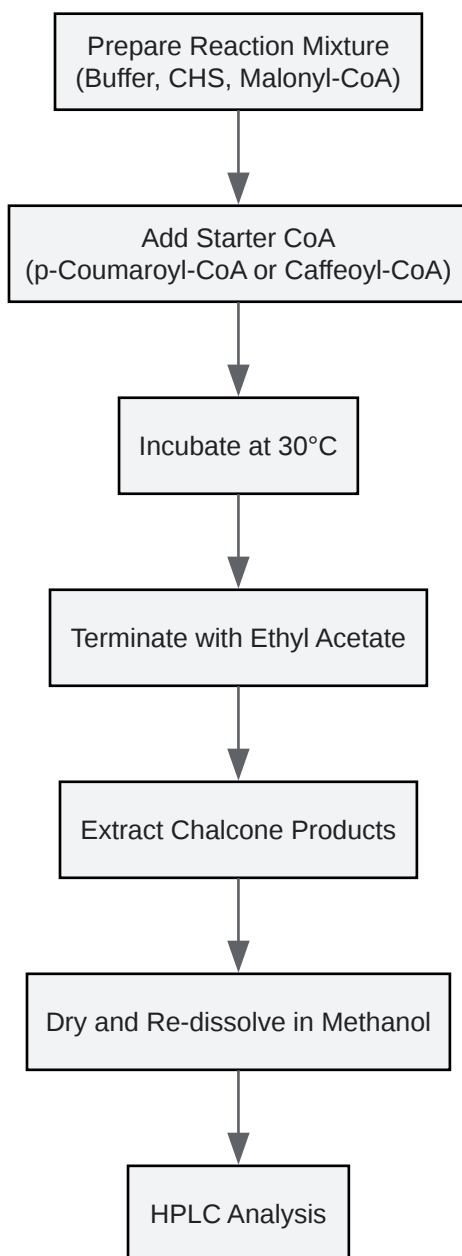 Prepare Reaction Mixture
(Buffer, CHS, Malonyl-CoA)
Add Starter CoA
(p-Coumaroyl-CoA or Caffeoyl-CoA)
Incubate at 30°C
Terminate with Ethyl Acetate
Extract Chalcone Products
Dry and Re-dissolve in Methanol
HPLC Analysis